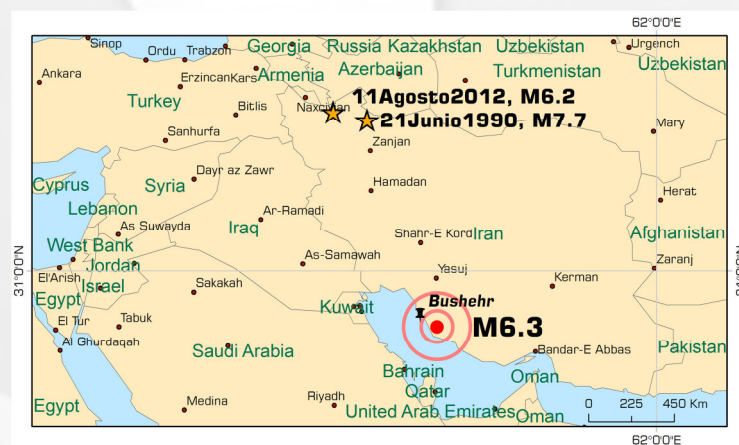 62°0'0"E
Sinop
Ordu
Trabzon
Georgia
Russia
Kazakhstan
Uzbekistan
Urgench
Ankara
Erzincan
Kars
Armenia
Azerbaijan
Turkmenistan
Uzbekistan
Turkey
Bitlis
Naxcivan
11Agosto2012, M6.2
21Junio1990, M7.7
Sanhurfa
Zanjan
Mary
Cyprus
Syria
Dayr az Zawr
Hamadan
Herat
Lebanon
As Suwayda
Iraq
Ar-Ramadi
Shahr-E Kord
Iran
Afghanistan
West Bank
Jordan
As-Samawah
Yasuj
Zaranj
31°0'0"N
El'Arish
Israel
Sakakah
Kerman
Egypt
Kuwait
Bushehr
El Tur
Tabuk
M6.3
Al Ghurdaqah
Saudi Arabia
Bandar-E Abbas
Pakistan
Bahrain
Oman
Qatar
Egypt
Medina
Riyadh
United Arab Emirates
Oman
0 225 450 Km
62°0'0"E